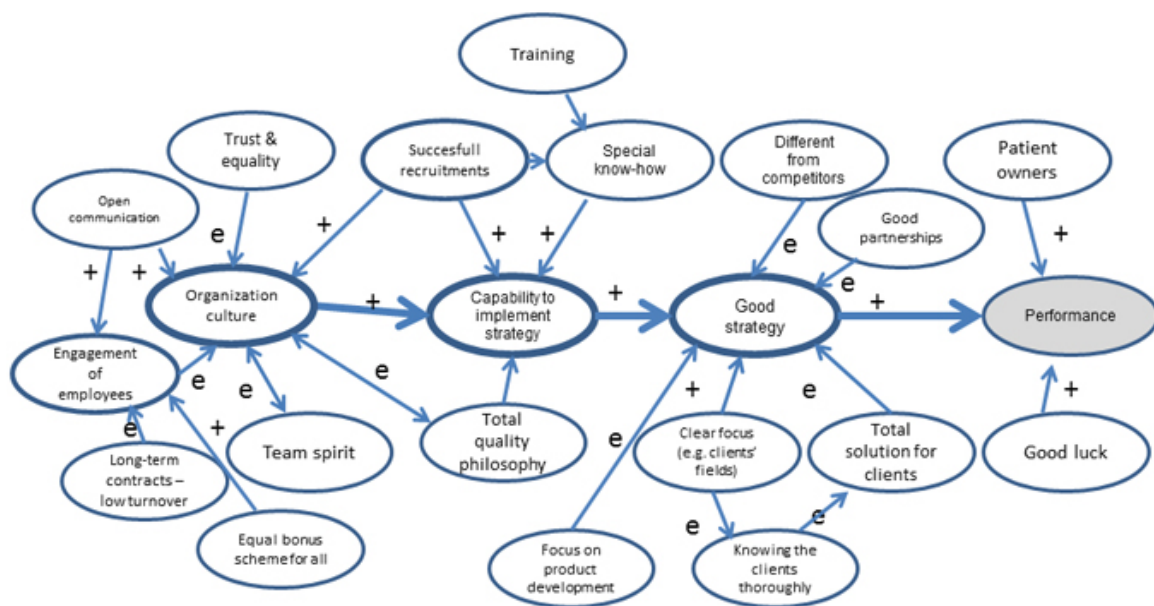 Training
Trust &
equality
Succesfull
recruitments
Special
know-how
Different
from
competitors
Patient
owners
Open
communication
Good
partnerships
+
e
+
+
+
e
e
+
+
+
Organization
culture
+
Capability to
implement
strategy
+
Good
strategy
+
Performance
Engagement
of
employees
e
e
e
+
e
+
e
+
e
Team spirit
Total
quality
philosophy
Clear focus
(e.g. clients'
fields)
Total
solution for
clients
Good luck
Long-term
contracts –
low turnover
e
e
Equal bonus
scheme for all
Focus on
product
development
Knowing the
clients
thoroughly